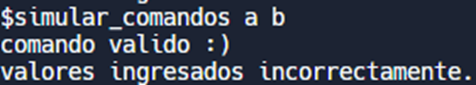 $simular_comandos a b
comando valido :)
valores ingresados incorrectamente.